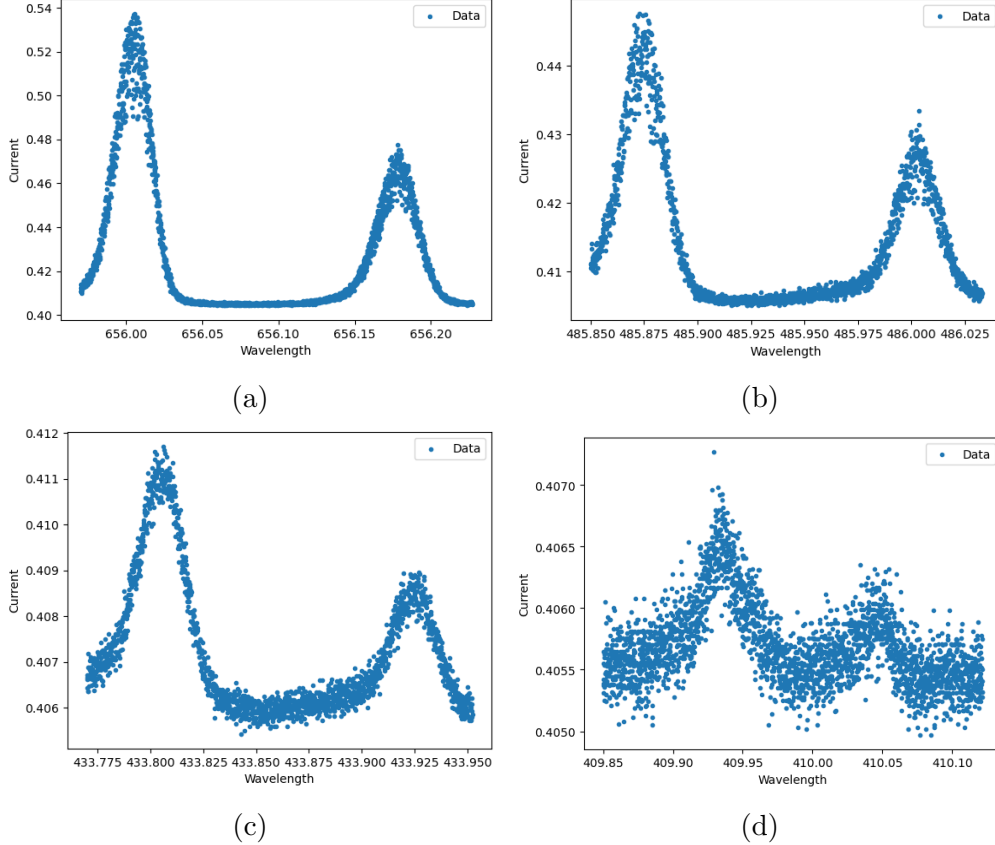 0.54
0.52
0.50
0.48
0.46
0.44
0.42
0.40
Current
Data
656.00 656.05 656.10 656.15 656.20
Wavelength
(a)
0.44
0.43
0.42
0.41
Current
Data
485.850 485.875 485.900 485.925 485.950 485.975 486.000 486.025
Wavelength
(b)
0.412
0.411
0.410
0.409
0.408
0.407
0.406
Current
Data
433.775 433.800 433.825 433.850 433.875 433.900 433.925 433.950
Wavelength
(c)
0.4070
0.4065
0.4060
0.4055
0.4050
Current
Data
409.85 409.90 409.95 410.00 410.05 410.10
Wavelength
(d)